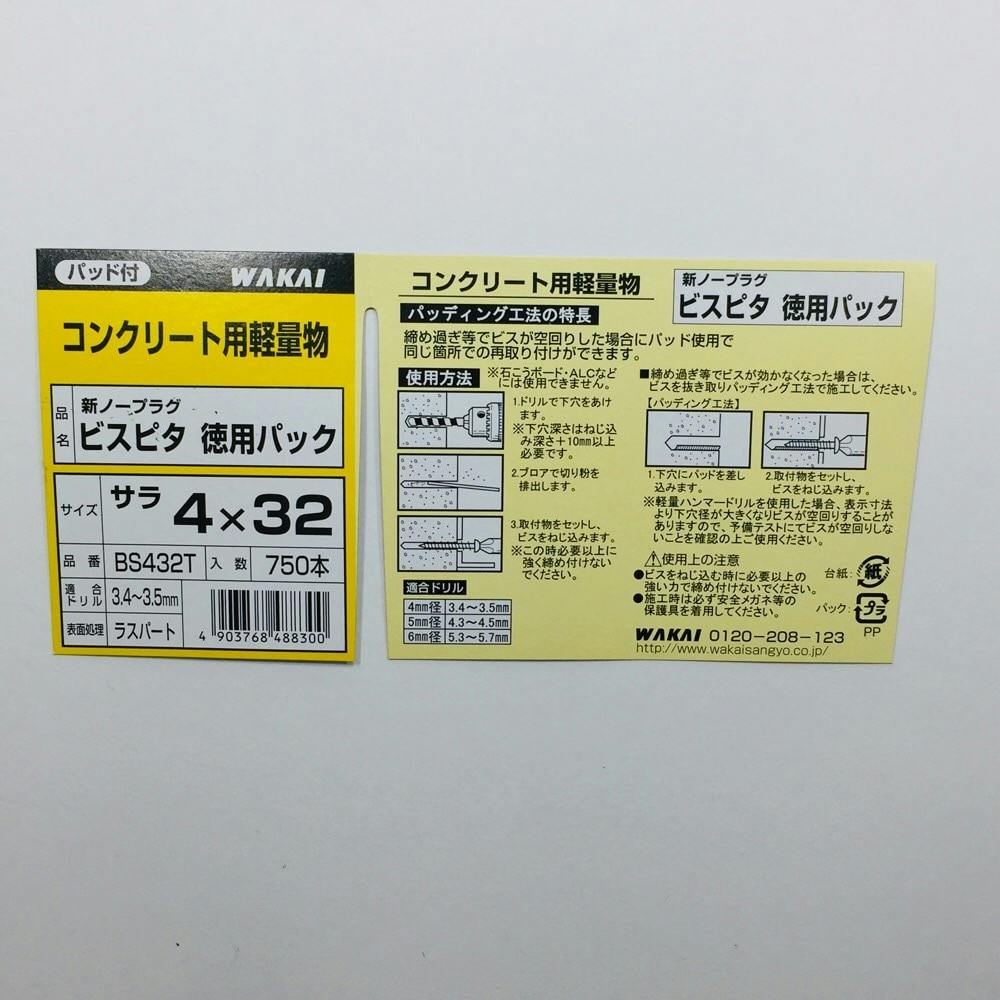 パッド付
WAKAI
コンクリート用軽量物
品名
新ノープラグ
ビスピタ 徳用パック
サイズ
サラ
4×32
品番 BS432T 入数 750本
適合ドリル 3.4〜3.5mm
表面処理 ラスパート
4 903768 488300
コンクリート用軽量物
新ノープラグ
ビスピタ 徳用パック
パッディング工法の特長
締め過ぎ等でビスが空回りした場合にパッド使用で
同じ箇所での再取り付けができます。
使用方法
※石こうボード・ALCなど
には使用できません。
1.ドリルで下穴をあけ
ます。
※下穴深さはねじ込
み深さ+10mm以上
必要です。
2.ブロアで切り粉を
排出します。
3.取付物をセットし、
ビスをねじ込みます。
※この時必要以上に
強く締め付けない
でください。
適合ドリル
4mm径 3.4〜3.5mm
5mm径 4.3〜4.5mm
6mm径 5.3〜5.7mm
■締め過ぎ等でビスが効かなくなった場合は、
ビスを抜き取りパッディング工法で施工してください。
【パッディング工法】
1.下穴にパッドを差し
込みます。
2.取付物をセットし、
ビスをねじ込みます。
※軽量ハンマードリルを使用した場合、表示寸法
より下穴径が大きくなりビスが空回りすることが
ありますので、予備テストにてビスが空回りしな
いことを確認の上ご使用ください。
⚠使用上の注意
●ビスをねじ込む時に必要以上の
強い力で締め付けないでください。
●施工時は必ず安全メガネ等の
保護具を着用してください。
台紙: 紙
パック: プラ
PP
WAKAI 0120-208-123
http://www.wakaisangyo.co.jp/